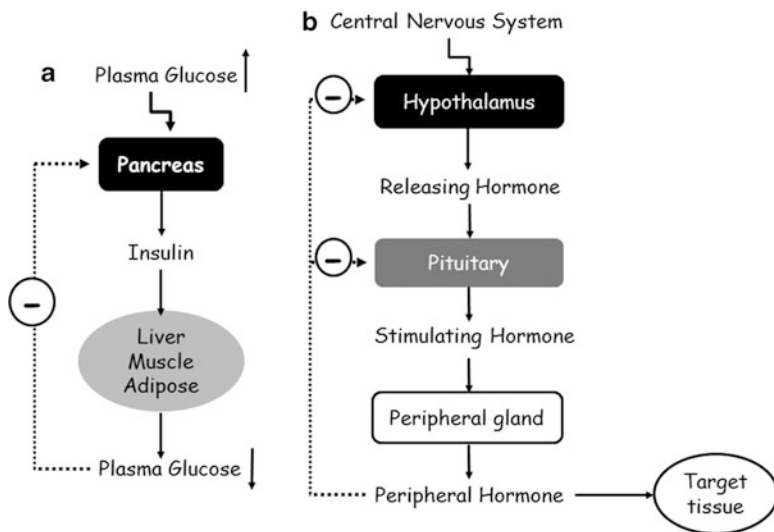 a
Plasma Glucose
Pancreas
Insulin
−
Liver
Muscle
Adipose
Plasma Glucose
b
Central Nervous System
−
Hypothalamus
Releasing Hormone
−
Pituitary
Stimulating Hormone
Peripheral gland
Peripheral Hormone
Target
tissue